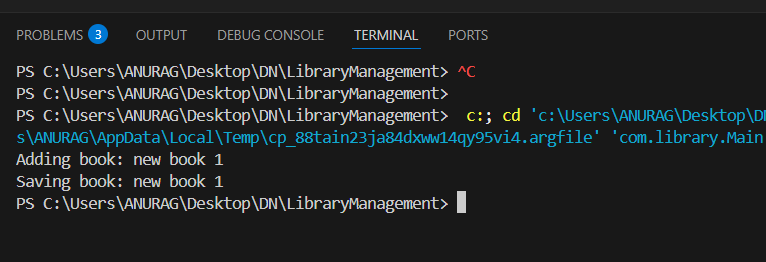 PROBLEMS 3 OUTPUT DEBUG CONSOLE TERMINAL PORTS
PS C:\Users\ANURAG\Desktop\DN\LibraryManagement> ^C
PS C:\Users\ANURAG\Desktop\DN\LibraryManagement>
PS C:\Users\ANURAG\Desktop\DN\LibraryManagement> c:; cd 'c:\Users\ANURAG\Desktop\DN
s\ANURAG\AppData\Local\Temp\cp_88tain23ja84dxww14qy95vi4.argfile' 'com.library.Main
Adding book: new book 1
Saving book: new book 1
PS C:\Users\ANURAG\Desktop\DN\LibraryManagement>